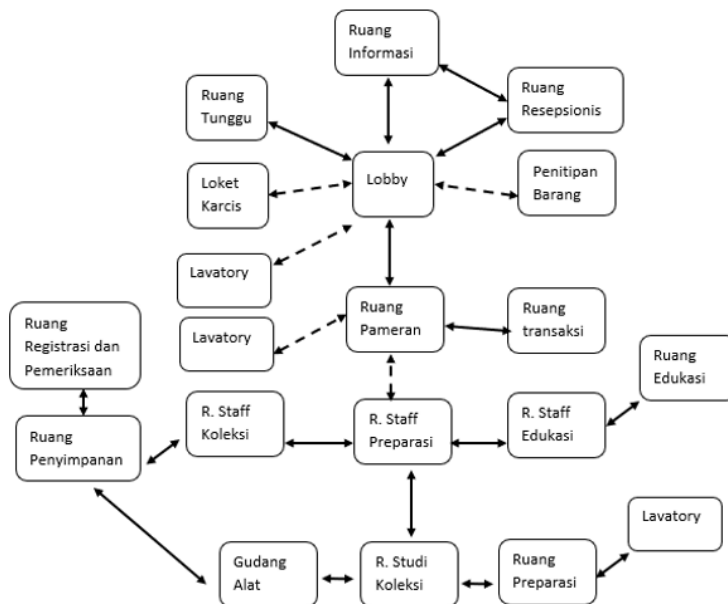 Ruang
Informasi
Ruang
Tunggu
Ruang
Resepsionis
Loket
Karcis
Lobby
Penitipan
Barang
Lavatory
Ruang
Pameran
Ruang
transaksi
Lavatory
Ruang
Registrasi dan
Pemeriksaan
Ruang
Edukasi
R. Staff
Koleksi
R. Staff
Preparasi
R. Staff
Edukasi
Ruang
Penyimpanan
Lavatory
Gudang
Alat
R. Studi
Koleksi
Ruang
Preparasi